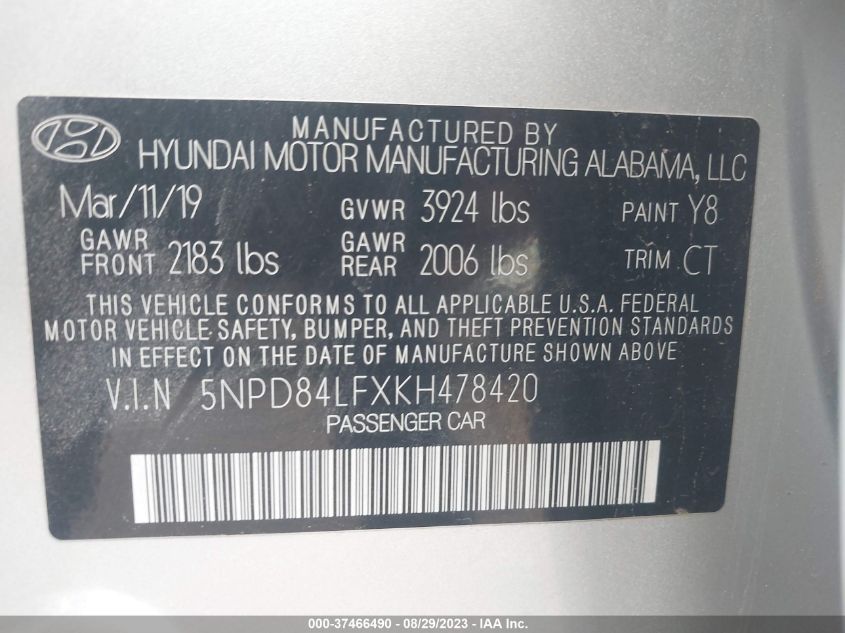 MANUFACTURED BY
HYUNDAI MOTOR MANUFACTURING ALABAMA, LLC
Mar/11/19 GVWR 3924 lbs PAINT Y8
GAWR FRONT 2183 lbs GAWR REAR 2006 lbs TRIM CT
THIS VEHICLE CONFORMS TO ALL APPLICABLE U.S.A. FEDERAL
MOTOR VEHICLE SAFETY, BUMPER, AND THEFT PREVENTION STANDARDS
IN EFFECT ON THE DATE OF MANUFACTURE SHOWN ABOVE
V.I.N 5NPD84LFXKH478420
PASSENGER CAR
000-37466490 - 08/29/2023 - IAA Inc.